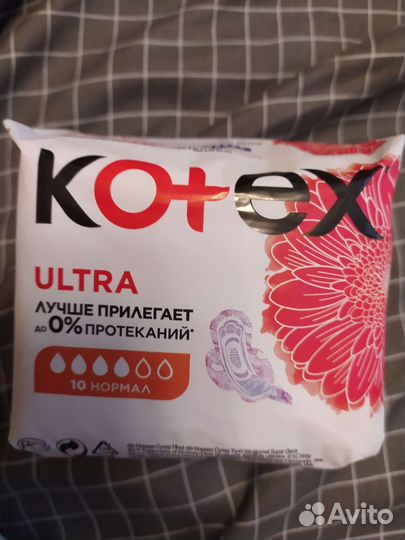 KOTEX
ULTRA
ЛУЧШЕ ПРИЛЕГАЕТ
до 0% ПРОТЕКАНИЙ*
10 НОРМАЛ
Avito